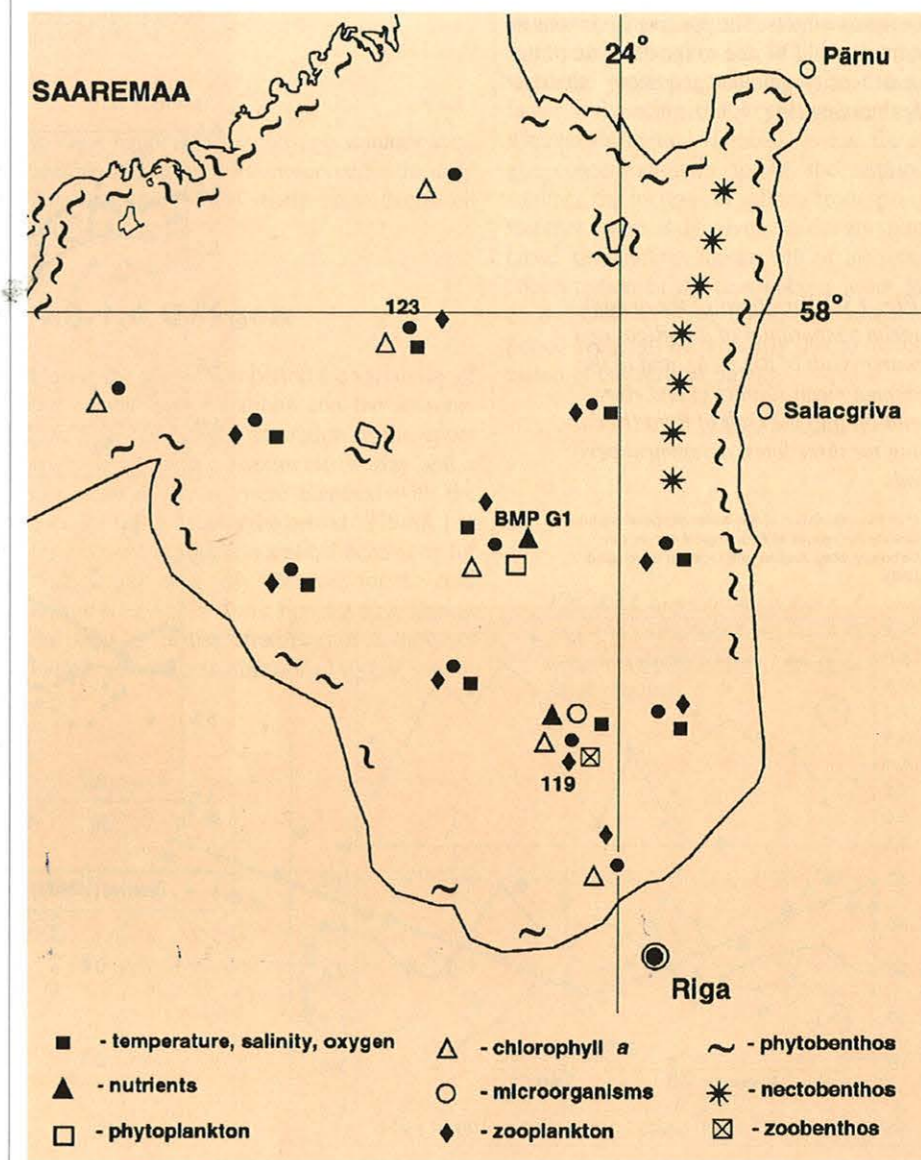 24°
Pärnu
SAAREMAA
123
58°
Salacgriva
BMP G1
119
Riga
- temperature, salinity, oxygen
- nutrients
- phytoplankton
- chlorophyll a
- microorganisms
- zooplankton
- phytobenthos
- nectobenthos
- zoobenthos